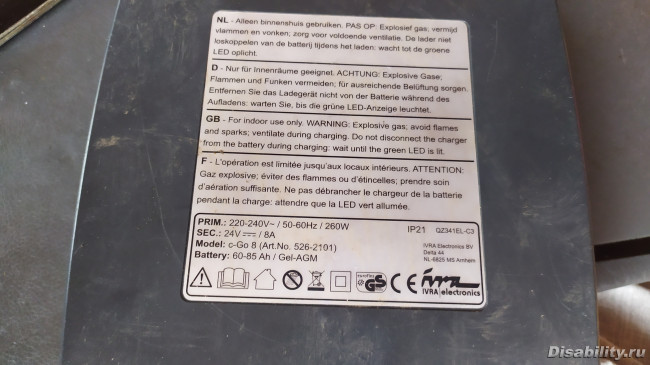 NL - Alleen binnenshuis gebruiken. PAS OP: Explosief gas; vermijd
vlammen en vonken; zorg voor voldoende ventilatie. De lader niet
loskoppelen van de batterij tijdens het laden: wacht tot de groene
LED oplicht.
D - Nur für Innenräume geeignet. ACHTUNG: Explosive Gase;
Flammen und Funken vermeiden; für ausreichende Belüftung sorgen.
Entfernen Sie das Ladegerät nicht von der Batterie während des
Aufladens: warten Sie, bis die grüne LED-Anzeige leuchtet.
GB - For indoor use only. WARNING: Explosive gas; avoid flames
and sparks; ventilate during charging. Do not disconnect the charger
from the battery during charging: wait until the green LED is lit.
F - L'opération est limitée jusqu'aux locaux intérieurs. ATTENTION:
Gaz explosive; éviter des flammes ou d'étincelles; prendre soin
d'aération suffisante. Ne pas débrancher le chargeur de la batterie
pendant la charge: attendre que la LED vert allumée.
PRIM.: 220-240V~ / 50-60Hz / 260W IP21 QZ341EL-C3
SEC.: 24V⎓ / 8A
Model: c-Go 8 (Art.No. 526-2101)
Battery: 60-85 Ah / Gel-AGM
IVRA Electronics BV
Delta 44
NL-6825 MS Arnhem
GS CE ivra
IVRA electronics
Disability.ru